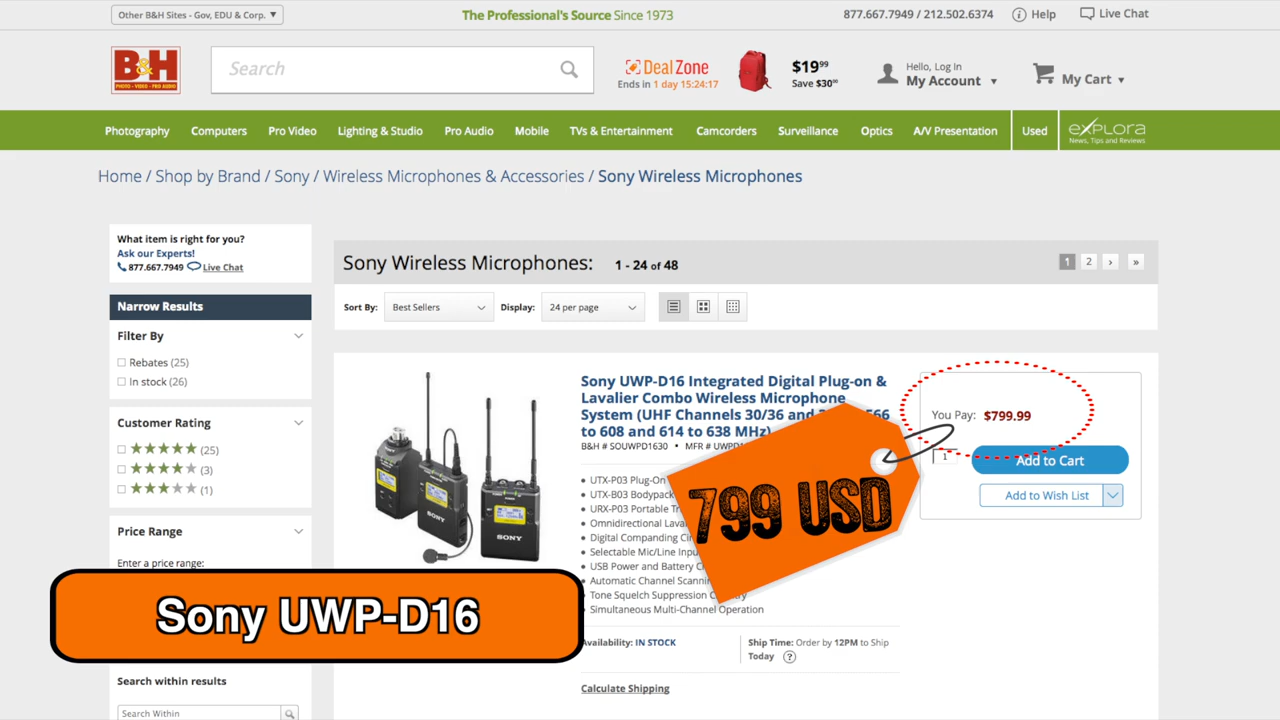 Other B&H Sites - Gov, EDU & Corp. ▼
The Professional's Source Since 1973
877.667.7949 / 212.502.6374
Help
Live Chat
B&H
PHOTO - VIDEO - PRO AUDIO
Search
DealZone
Ends in 1 day 15:24:17
$19.99
Save $30.00
Hello, Log In
My Account ▼
My Cart ▼
Photography Computers Pro Video Lighting & Studio Pro Audio Mobile TVs & Entertainment Camcorders Surveillance Optics A/V Presentation Used explora
News, Tips and Reviews
Home / Shop by Brand / Sony / Wireless Microphones & Accessories / Sony Wireless Microphones
What item is right for you?
Ask our Experts!
877.667.7949 Live Chat
Narrow Results
Filter By
Rebates (25)
In stock (26)
Customer Rating
(25)
(3)
(1)
Price Range
Enter a price range:
Search within results
Search Within
Sony Wireless Microphones: 1 - 24 of 48
1 2 › »
Sort By: Best Sellers Display: 24 per page
Sony UWP-D16 Integrated Digital Plug-on &
Lavalier Combo Wireless Microphone
System (UHF Channels 30/36 and 566
to 608 and 614 to 638 MHz)
B&H # SOUWPD1630 • MFR # UWPD
• UTX-P03 Plug-On
• UTX-B03 Bodypack
• URX-P03 Portable
• Omnidirectional
• Digital Companding
• Selectable Mic/Line
• USB Power and Battery
• Automatic Channel
• Tone Squelch Suppression
• Simultaneous Multi-Channel Operation
SONY
SONY
You Pay: $799.99
1
Add to Cart
Add to Wish List
799 USD
Sony UWP-D16
Availability: IN STOCK
Ship Time: Order by 12PM to Ship
Today ?
Calculate Shipping